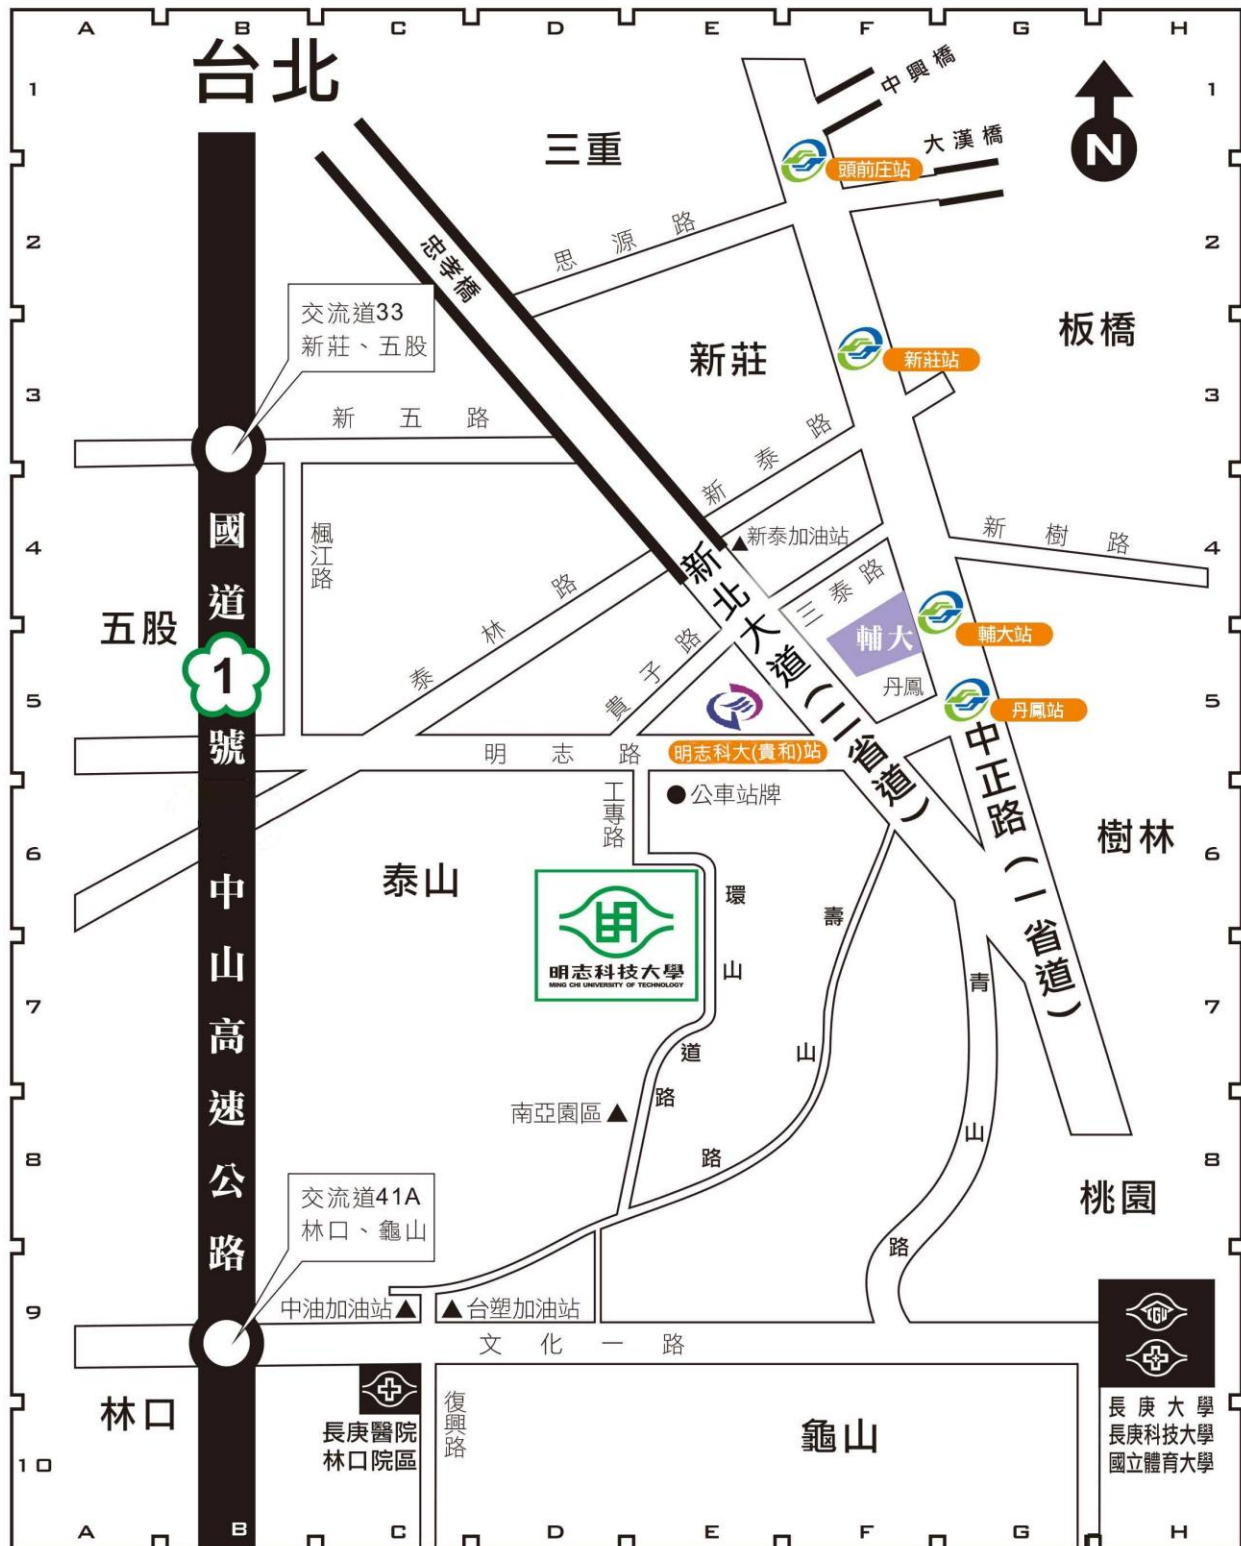 A B C D E F G H
台北
1
1
中興橋
N
三重
大漢橋
頭前庄站
思源路
2
2
忠孝橋
交流道33
新莊、五股
板橋
新莊
新莊站
3
3
新五路
新泰路
國道
1
號
中山高速公路
楓江路
4
4
新泰加油站
新樹路
泰林路
新北大道(二省道)
三泰路
五股
輔大
輔大站
貴子路
丹鳳
5
5
丹鳳站
明志路
明志科大(貴和)站
中正路(一省道)
工專路
公車站牌
6
6
樹林
泰山
環山道路
壽山路
明志科技大學
MING CHI UNIVERSITY OF TECHNOLOGY
青山路
7
7
南亞園區
8
8
交流道41A
林口、龜山
桃園
9
9
中油加油站
台塑加油站
文化一路
CGU
林口
長庚醫院
林口院區
復興路
龜山
長庚大學
長庚科技大學
國立體育大學
10
A B C D E F G H